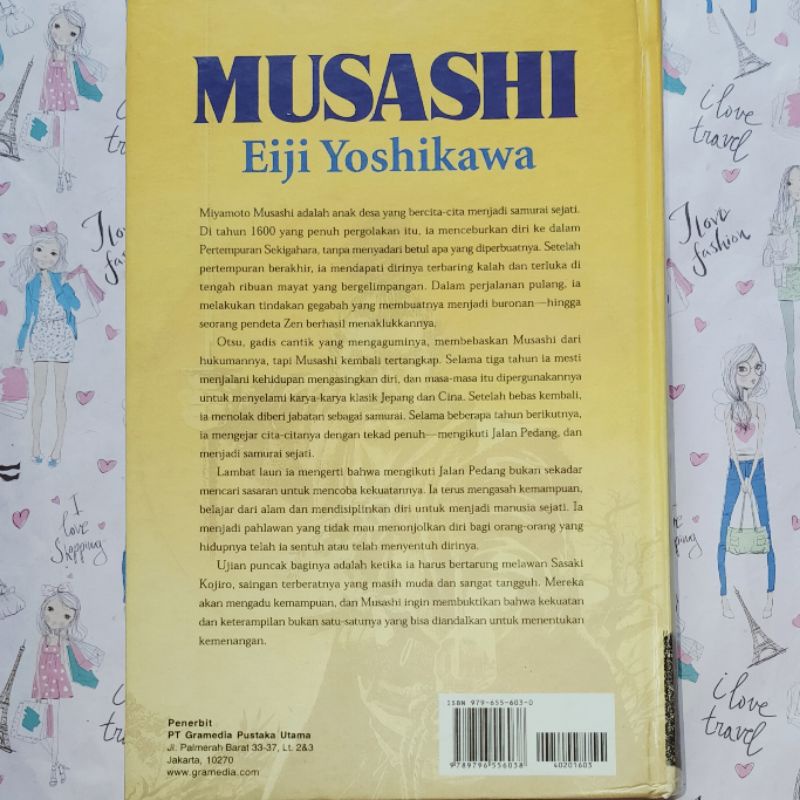 MUSASHI
Eiji Yoshikawa
Miyamoto Musashi adalah anak desa yang bercita-cita menjadi samurai sejati.
Di tahun 1600 yang penuh pergolakan itu, ia menceburkan diri ke dalam
Pertempuran Sekigahara, tanpa menyadari betul apa yang diperbuatnya. Setelah
pertempuran berakhir, ia mendapati dirinya terbaring kalah dan terluka di
tengah ribuan mayat yang bergelimpangan. Dalam perjalanan pulang, ia
melakukan tindakan gegabah yang membuatnya menjadi buronan—hingga
seorang pendeta Zen berhasil menaklukkannya.
Otsu, gadis cantik yang mengaguminya, membebaskan Musashi dari
hukumannya, tapi Musashi kembali tertangkap. Selama tiga tahun ia mesti
menjalani kehidupan mengasingkan diri, dan masa-masa itu dipergunakannya
untuk menyelami karya-karya klasik Jepang dan Cina. Setelah bebas kembali,
ia menolak diberi jabatan sebagai samurai. Selama beberapa tahun berikutnya,
ia mengejar cita-citanya dengan tekad penuh—mengikuti Jalan Pedang, dan
menjadi samurai sejati.
Lambat laun ia mengerti bahwa mengikuti Jalan Pedang bukan sekadar
mencari sasaran untuk mencoba kekuatannya. Ia terus mengasah kemampuan,
belajar dari alam dan mendisiplinkan diri untuk menjadi manusia sejati. Ia
menjadi pahlawan yang tidak mau menonjolkan diri bagi orang-orang yang
hidupnya telah ia sentuh atau telah menyentuh dirinya.
Ujian puncak baginya adalah ketika ia harus bertarung melawan Sasaki
Kojiro, saingan terberatnya yang masih muda dan sangat tangguh. Mereka
akan mengadu kemampuan, dan Musashi ingin membuktikan bahwa kekuatan
dan keterampilan bukan satu-satunya yang bisa diandalkan untuk menentukan
kemenangan.
Penerbit
PT Gramedia Pustaka Utama
Jl. Palmerah Barat 33-37, Lt. 2&3
Jakarta, 10270
www.gramedia.com
ISBN 979-655-603-0
9789796556038
40201603
i love
travel
I love
fashion
I
love
Shopping
i love
travel